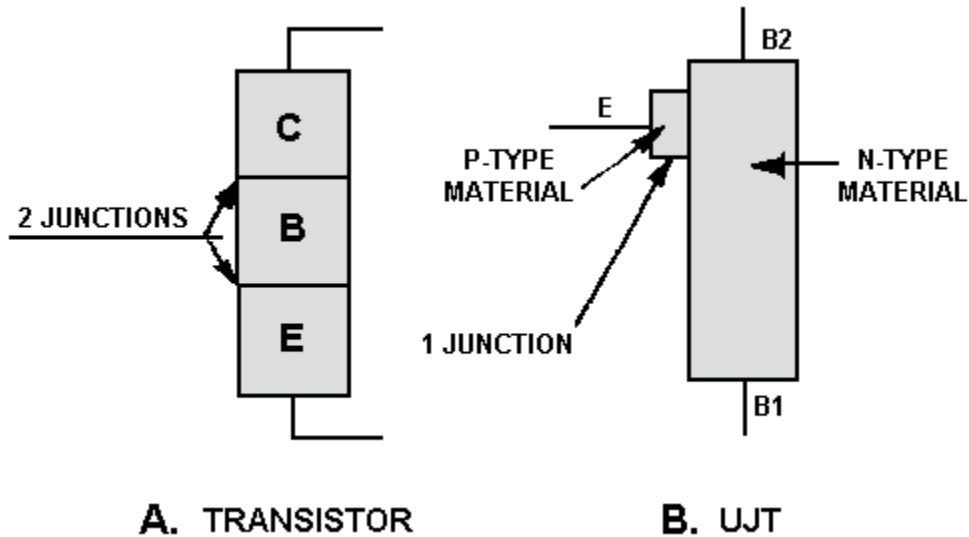 C
B
E
2 JUNCTIONS
A. TRANSISTOR
B2
E
P-TYPE
MATERIAL
N-TYPE
MATERIAL
1 JUNCTION
B1
B. UJT